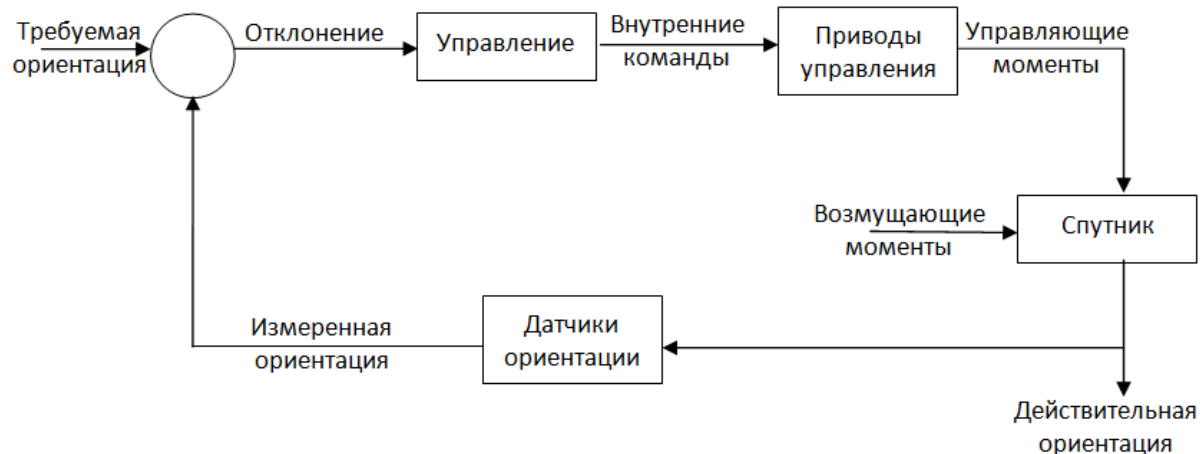 Требуемая
ориентация
Отклонение
Управление
Внутренние
команды
Приводы
управления
Управляющие
моменты
Возмущающие
моменты
Спутник
Измеренная
ориентация
Датчики
ориентации
Действительная
ориентация